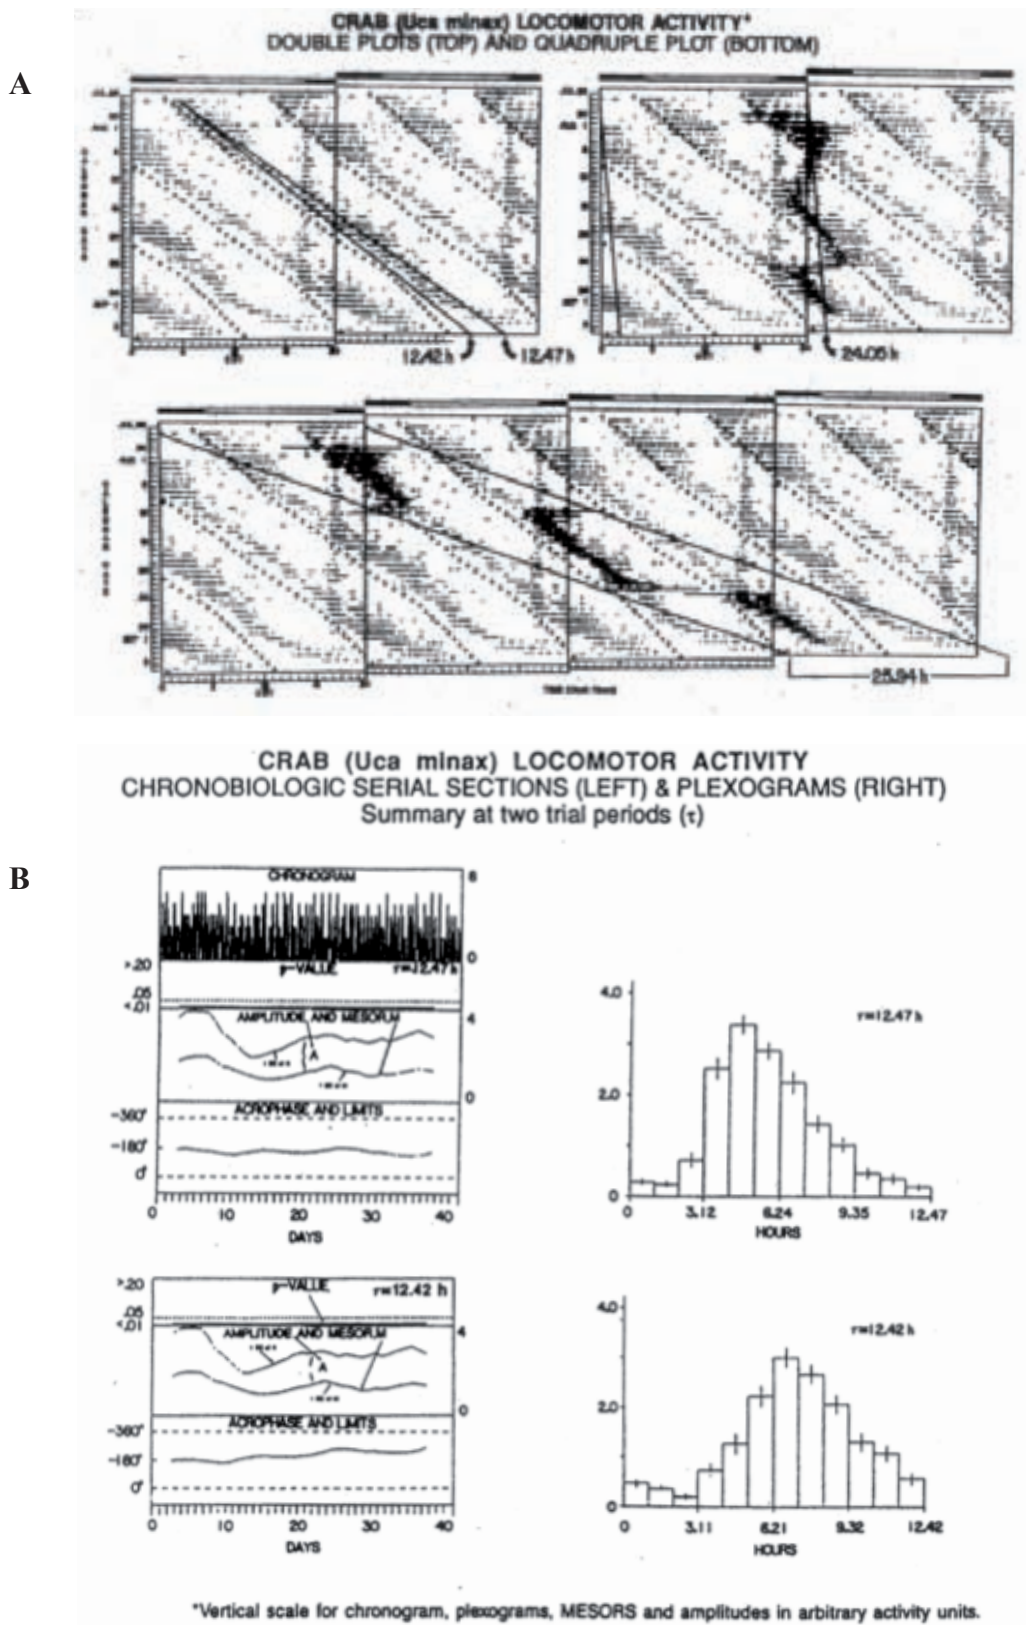 A
CRAB (Uca minax) LOCOMOTOR ACTIVITY*
DOUBLE PLOTS (TOP) AND QUADRUPLE PLOT (BOTTOM)
12.42 h
12.47 h
24.05 h
25.94 h
B
CRAB (Uca minax) LOCOMOTOR ACTIVITY
CHRONOBIOLOGIC SERIAL SECTIONS (LEFT) & PLEXOGRAMS (RIGHT)
Summary at two trial periods (τ)
CHRONOGRAM
8
0
>.20
.05
<.01
p-VALUE
τ=12.47 h
AMPLITUDE AND MESOR,M
4
A
0
ACROPHASE AND LIMITS
-360°
-180°
0°
0 10 20 30 40
DAYS
4.0
2.0
0
τ=12.47h
0 3.12 6.24 9.35 12.47
HOURS
>.20
.05
<.01
p-VALUE
τ=12.42 h
AMPLITUDE AND MESOR,M
4
A
0
ACROPHASE AND LIMITS
-360°
-180°
0°
0 10 20 30 40
DAYS
4.0
2.0
0
τ=12.42h
0 3.11 6.21 9.32 12.42
HOURS
*Vertical scale for chronogram, plexograms, MESORS and amplitudes in arbitrary activity units.